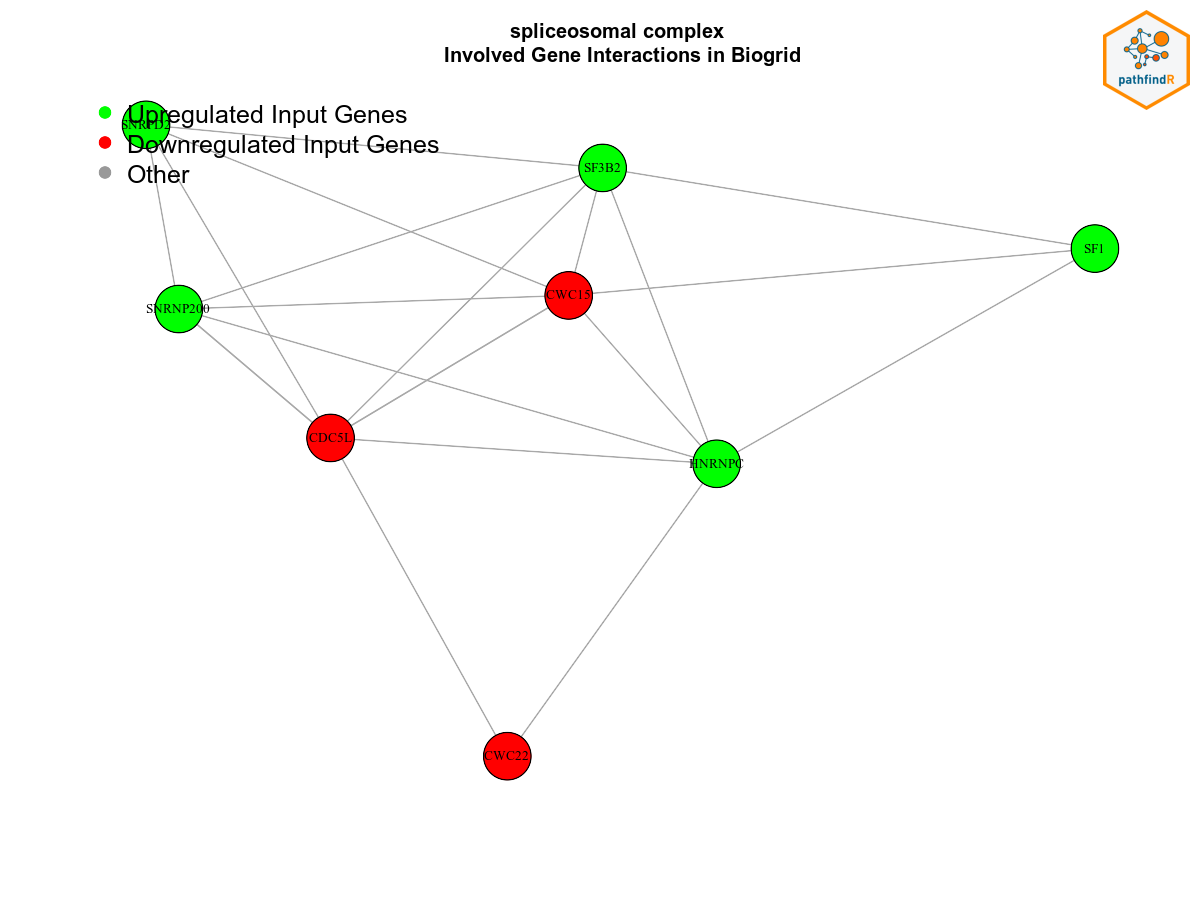 spliceosomal complex
Involved Gene Interactions in Biogrid
pathfindR
Upregulated Input Genes
SNRPD2
Downregulated Input Genes
Other
SF3B2
SF1
CWC15
SNRNP200
CDC5L
HNRNPC
CWC22